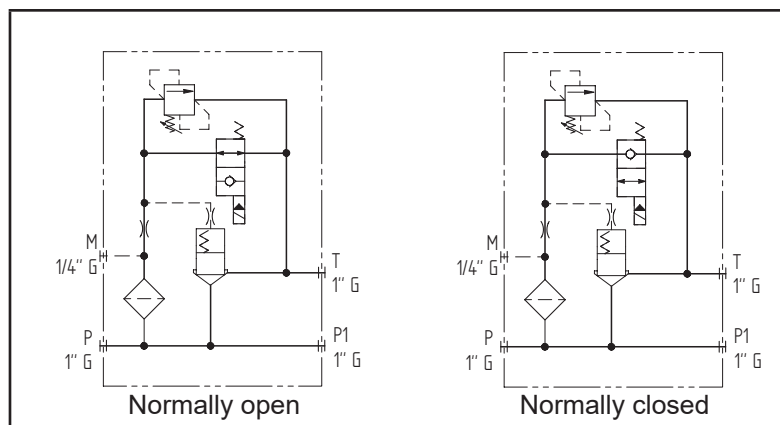 M
1/4“ G
T
1“ G
P
1“ G
P1
1“ G
Normally open
M
1/4“ G
T
1“ G
P
1“ G
P1
1“ G
Normally closed